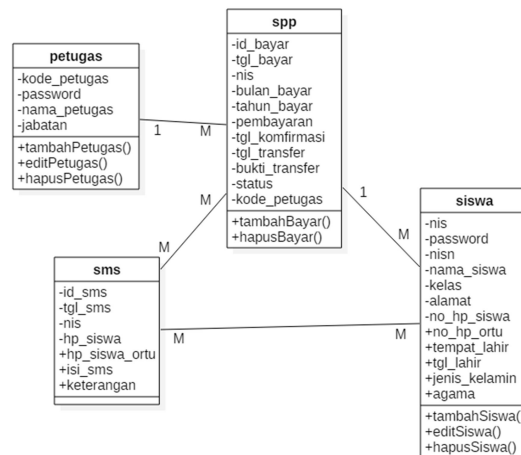 petugas
-kode_petugas
-password
-nama_petugas
-jabatan
+tambahPetugas()
+editPetugas()
+hapusPetugas()
1
M
spp
-id_bayar
-tgl_bayar
-nis
-bulan_bayar
-tahun_bayar
-pembayaran
-tgl_komfirmasi
-tgl_transfer
-bukti_transfer
-status
-kode_petugas
+tambahBayar()
+hapusBayar()
M
M
1
M
sms
-id_sms
-tgl_sms
-nis
-hp_siswa
+hp_siswa_ortu
+isi_sms
+keterangan
M
M
siswa
-nis
-password
-nisn
-nama_siswa
-kelas
-alamat
-no_hp_siswa
+no_hp_ortu
+tempat_lahir
+tgl_lahir
+jenis_kelamin
+agama
+tambahSiswa(
+editSiswa()
+hapusSiswa()